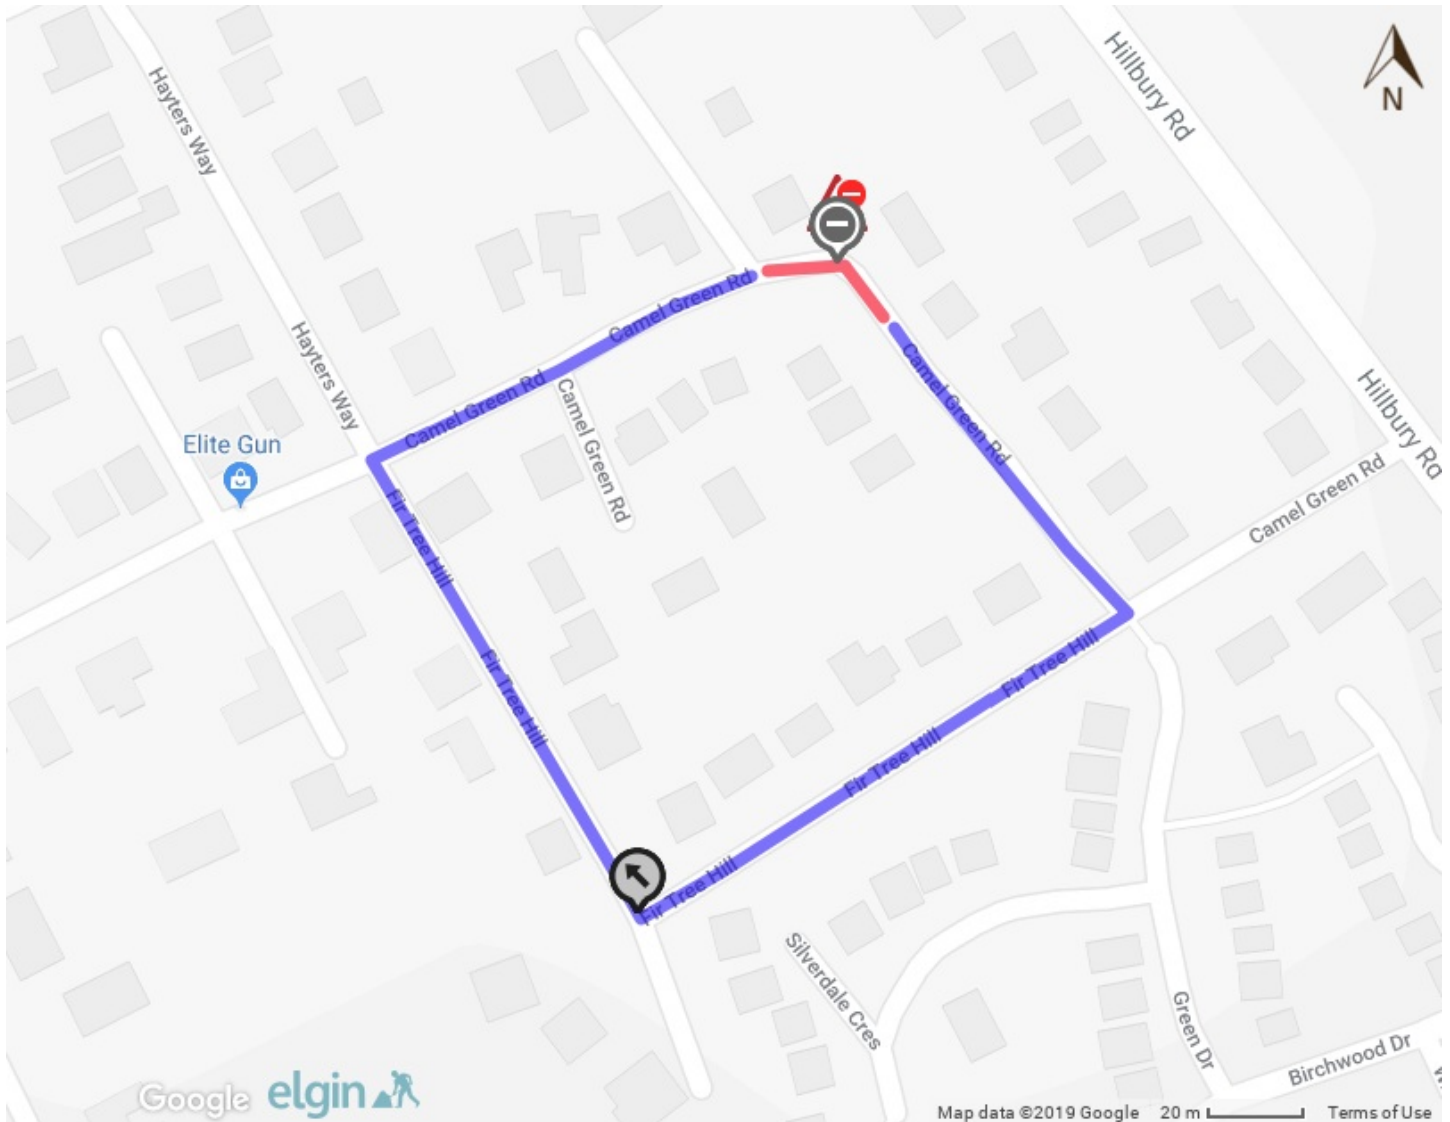 Hillbury Rd
N
Hayters Way
Camel Green Rd
Hayters Way
Camel Green Rd
Hillbury Rd
Camel Green Rd
Camel Green Rd
Elite Gun
Camel Green Rd
Fir Tree Hill
Fir Tree Hill
Fir Tree Hill
Fir Tree Hill
Fir Tree Hill
Silverdale Cres
Green Dr
Birchwood Dr
Google elgin
Map data ©2019 Google 20 m Terms of Use